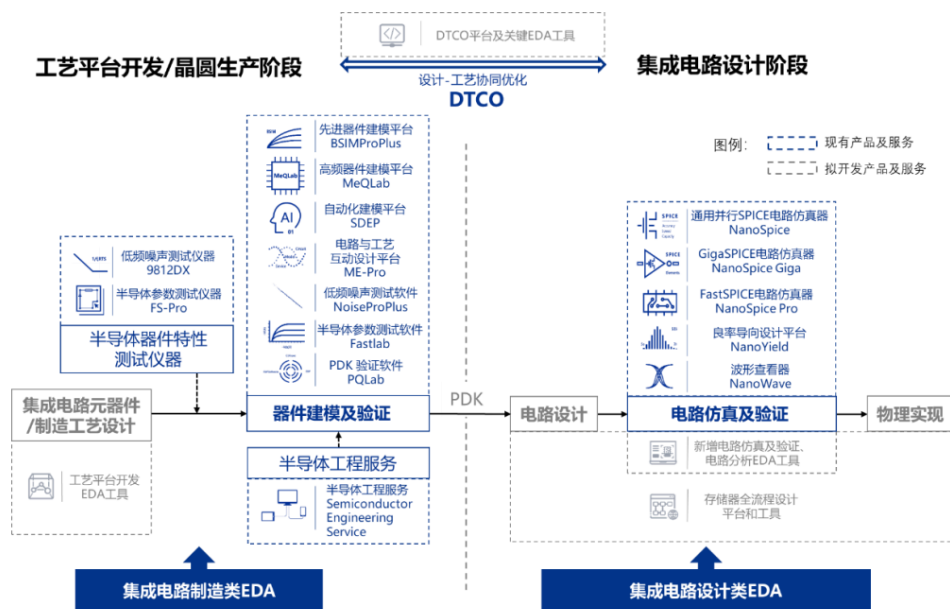 DTCO平台及关键EDA工具
工艺平台开发/晶圆生产阶段
集成电路设计阶段
设计-工艺协同优化
DTCO
图例:
现有产品及服务
拟开发产品及服务
先进器件建模平台
BSIMProPlus
MeQLab
高频器件建模平台
MeQLab
AI
自动化建模平台
SDEP
电路与工艺
互动设计平台
ME-Pro
低频噪声测试软件
NoiseProPlus
半导体参数测试软件
Fastlab
PDK 验证软件
PQLab
低频噪声测试仪器
9812DX
半导体参数测试仪器
FS-Pro
半导体器件特性
测试仪器
SPICE
通用并行SPICE电路仿真器
NanoSpice
SPICE
GigaSPICE电路仿真器
NanoSpice Giga
FastSPICE电路仿真器
NanoSpice Pro
良率导向设计平台
NanoYield
波形查看器
NanoWave
集成电路元器件
/制造工艺设计
器件建模及验证
PDK
电路设计
电路仿真及验证
物理实现
工艺平台开发
EDA工具
半导体工程服务
半导体工程服务
Semiconductor
Engineering
Service
新增电路仿真及验证、
电路分析EDA工具
存储器全流程设计
平台和工具
集成电路制造类EDA
集成电路设计类EDA